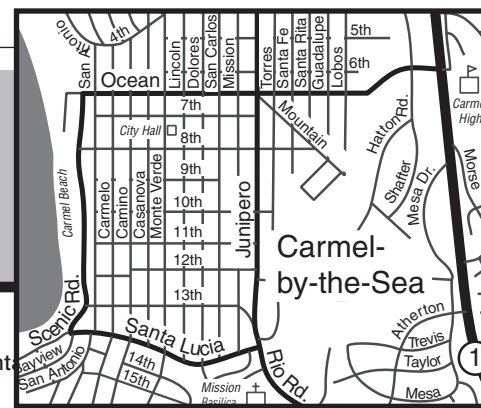 4th
San Antonio
Ocean
Lincoln
Dolores
San Carlos
Mission
Torres
Santa Fe
Santa Rita
Guadalupe
Lobos
5th
6th
7th
City Hall
8th
9th
10th
11th
12th
13th
Mountain
Hatton Rd.
Shaffer
Mesa Dr.
Morse
High
Carmel Beach
Carmelo
Camino
Casanova
Monte Verde
Junipero
Carmel-
by-the-Sea
Scenic Rd.
Santa Lucia
Bayview
San Antonio
14th
15th
Mission
Basilica
Rio Rd.
Atherton
Trevis
Taylor
Mesa
1